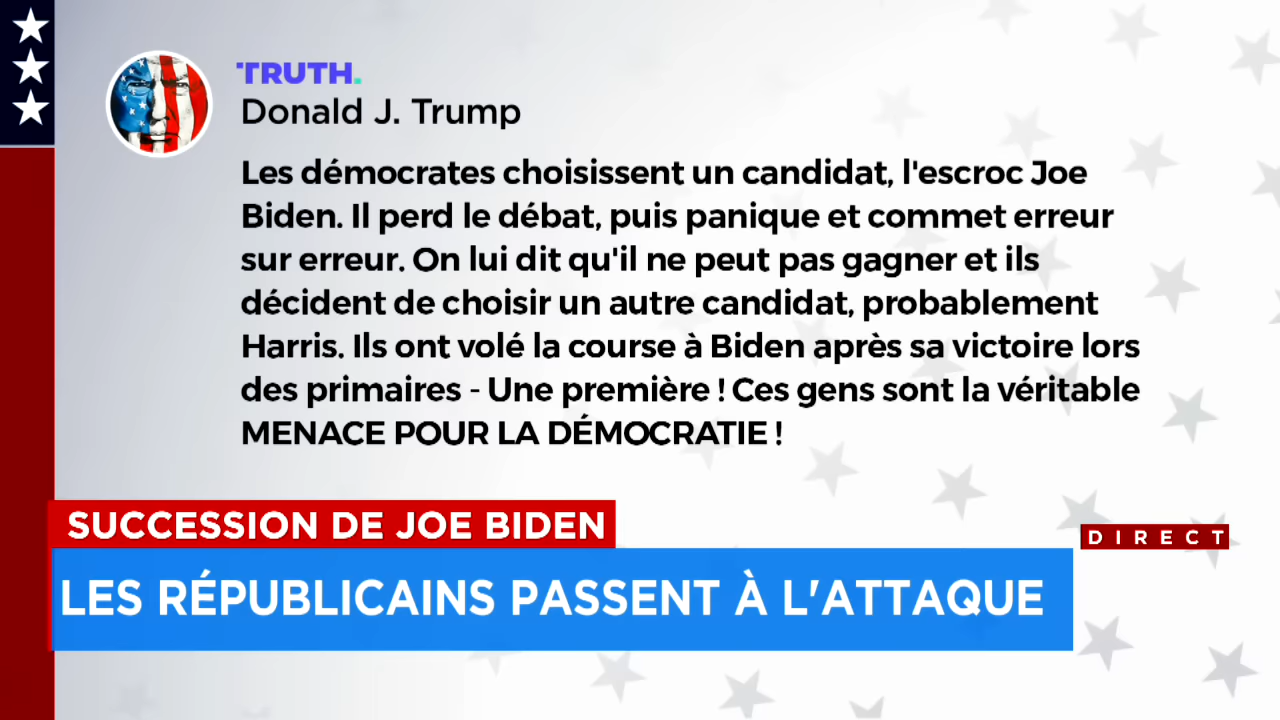 TRUTH.
Donald J. Trump
Les démocrates choisissent un candidat, l'escroc Joe
Biden. Il perd le débat, puis panique et commet erreur
sur erreur. On lui dit qu'il ne peut pas gagner et ils
décident de choisir un autre candidat, probablement
Harris. Ils ont volé la course à Biden après sa victoire lors
des primaires - Une première ! Ces gens sont la véritable
MENACE POUR LA DÉMOCRATIE !
SUCCESSION DE JOE BIDEN
DIRECT
LES RÉPUBLICAINS PASSENT À L'ATTAQUE